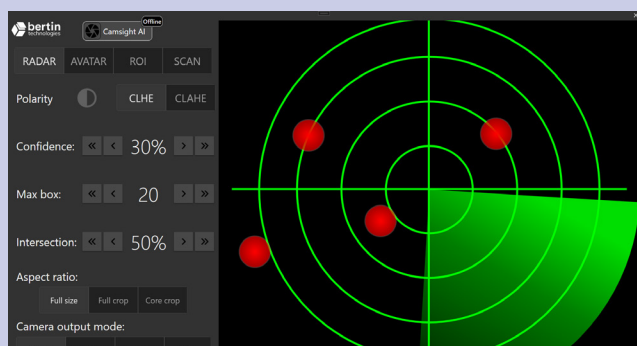 bertin
technologies
Camsight AI
Offline
RADAR AVATAR ROI SCAN
Polarity CLHE CLAHE
Confidence: « ‹ 30% › »
Max box: « ‹ 20 › »
Intersection: « ‹ 50% › »
Aspect ratio:
Full size Full crop Core crop
Camera output mode: